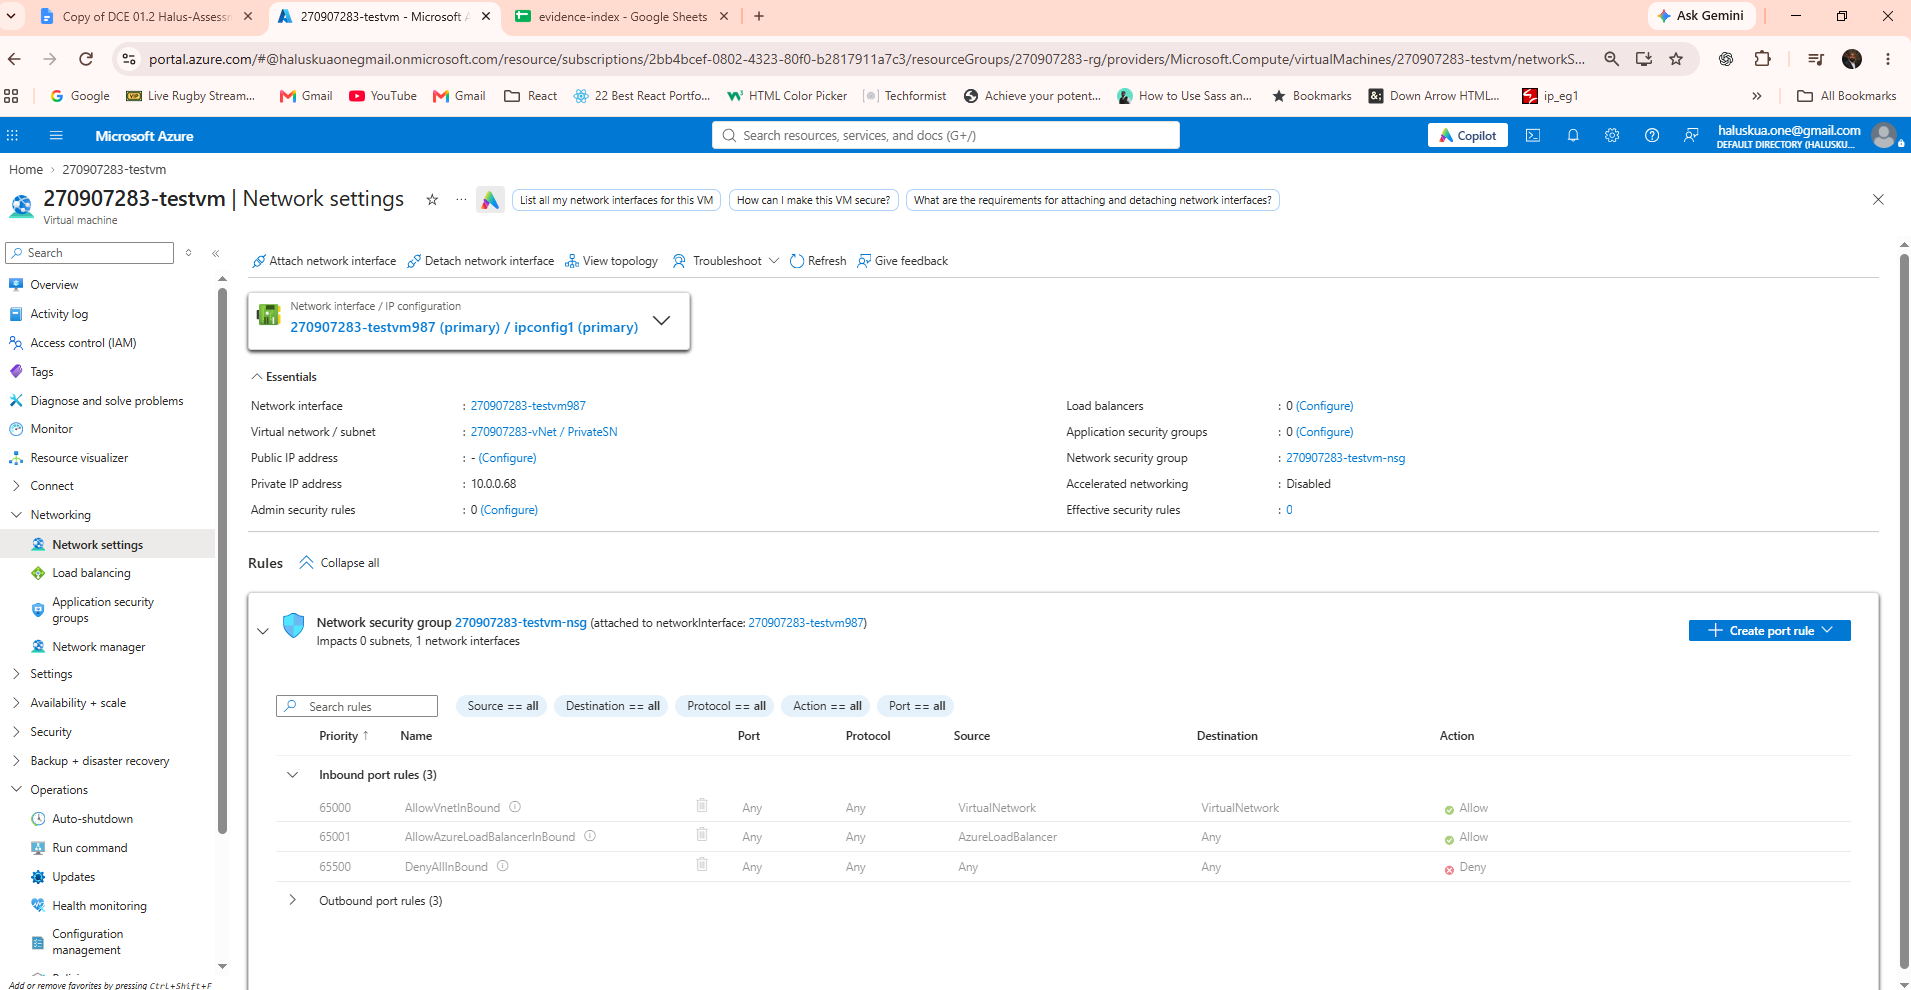 Copy of DCE 01.2 Halus-Assessm
270907283-testvm - Microsoft A
evidence-index - Google Sheets
Ask Gemini
portal.azure.com/#@haluskuaonegmail.onmicrosoft.com/resource/subscriptions/2bb4bcef-0802-4323-80f0-b2817911a7c3/resourceGroups/270907283-rg/providers/Microsoft.Compute/virtualMachines/270907283-testvm/networkS...
Google
Live Rugby Stream...
Gmail
YouTube
Gmail
React
22 Best React Portfo...
HTML Color Picker
Techformist
Achieve your potent...
How to Use Sass an...
Bookmarks
Down Arrow HTML...
ip_eg1
All Bookmarks
Microsoft Azure
Search resources, services, and docs (G+/)
Copilot
haluskua.one@gmail.com
DEFAULT DIRECTORY (HALUSKU...
Home > 270907283-testvm
270907283-testvm | Network settings
Virtual machine
List all my network interfaces for this VM
How can I make this VM secure?
What are the requirements for attaching and detaching network interfaces?
Search
Overview
Activity log
Access control (IAM)
Tags
Diagnose and solve problems
Monitor
Resource visualizer
Connect
Networking
Network settings
Load balancing
Application security
groups
Network manager
Settings
Availability + scale
Security
Backup + disaster recovery
Operations
Auto-shutdown
Run command
Updates
Health monitoring
Configuration
management
Add or remove favorites by pressing Ctrl+Shift+F
Attach network interface
Detach network interface
View topology
Troubleshoot
Refresh
Give feedback
Network interface / IP configuration
270907283-testvm987 (primary) / ipconfig1 (primary)
Essentials
Network interface : 270907283-testvm987
Virtual network / subnet : 270907283-vNet / PrivateSN
Public IP address : - (Configure)
Private IP address : 10.0.0.68
Admin security rules : 0 (Configure)
Load balancers : 0 (Configure)
Application security groups : 0 (Configure)
Network security group : 270907283-testvm-nsg
Accelerated networking : Disabled
Effective security rules : 0
Rules
Collapse all
Network security group 270907283-testvm-nsg (attached to networkInterface: 270907283-testvm987)
Impacts 0 subnets, 1 network interfaces
Create port rule
Search rules
Source == all
Destination == all
Protocol == all
Action == all
Port == all
Priority ↑ Name Port Protocol Source Destination Action
Inbound port rules (3)
65000 AllowVnetInBound Any Any VirtualNetwork VirtualNetwork Allow
65001 AllowAzureLoadBalancerInBound Any Any AzureLoadBalancer Any Allow
65500 DenyAllInBound Any Any Any Any Deny
Outbound port rules (3)